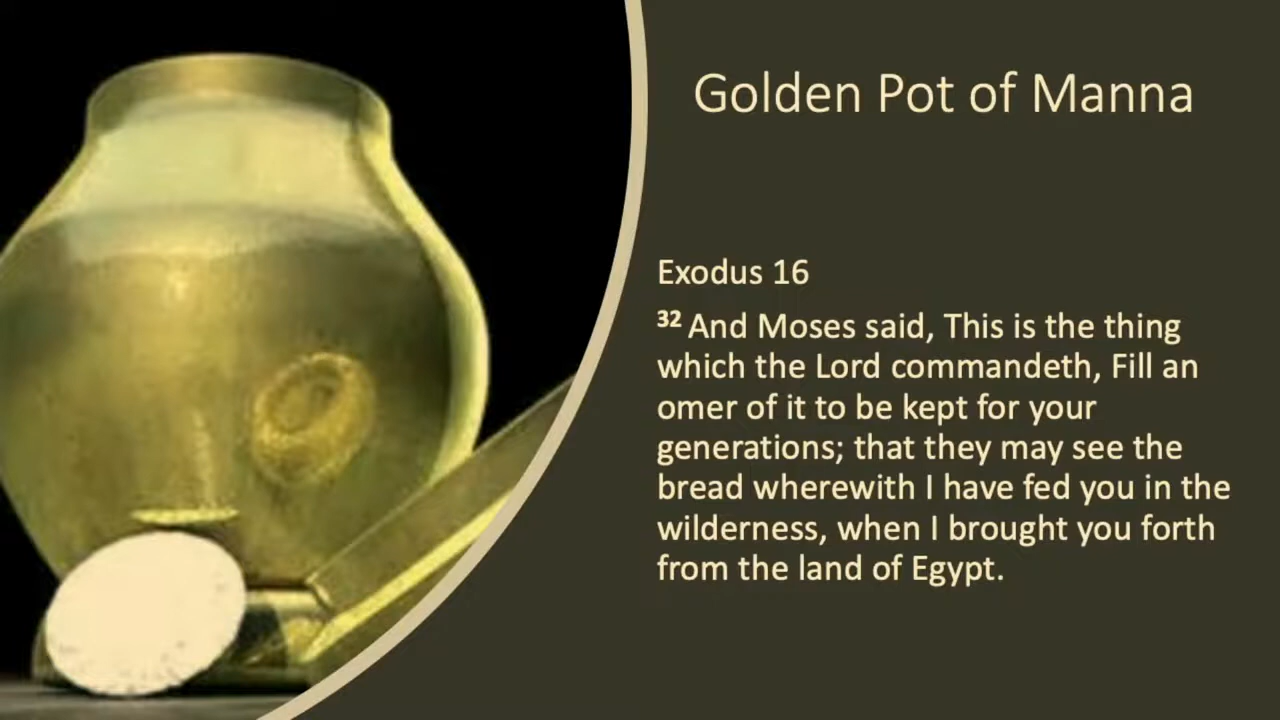 Golden Pot of Manna
Exodus 16
³² And Moses said, This is the thing
which the Lord commandeth, Fill an
omer of it to be kept for your
generations; that they may see the
bread wherewith I have fed you in the
wilderness, when I brought you forth
from the land of Egypt.